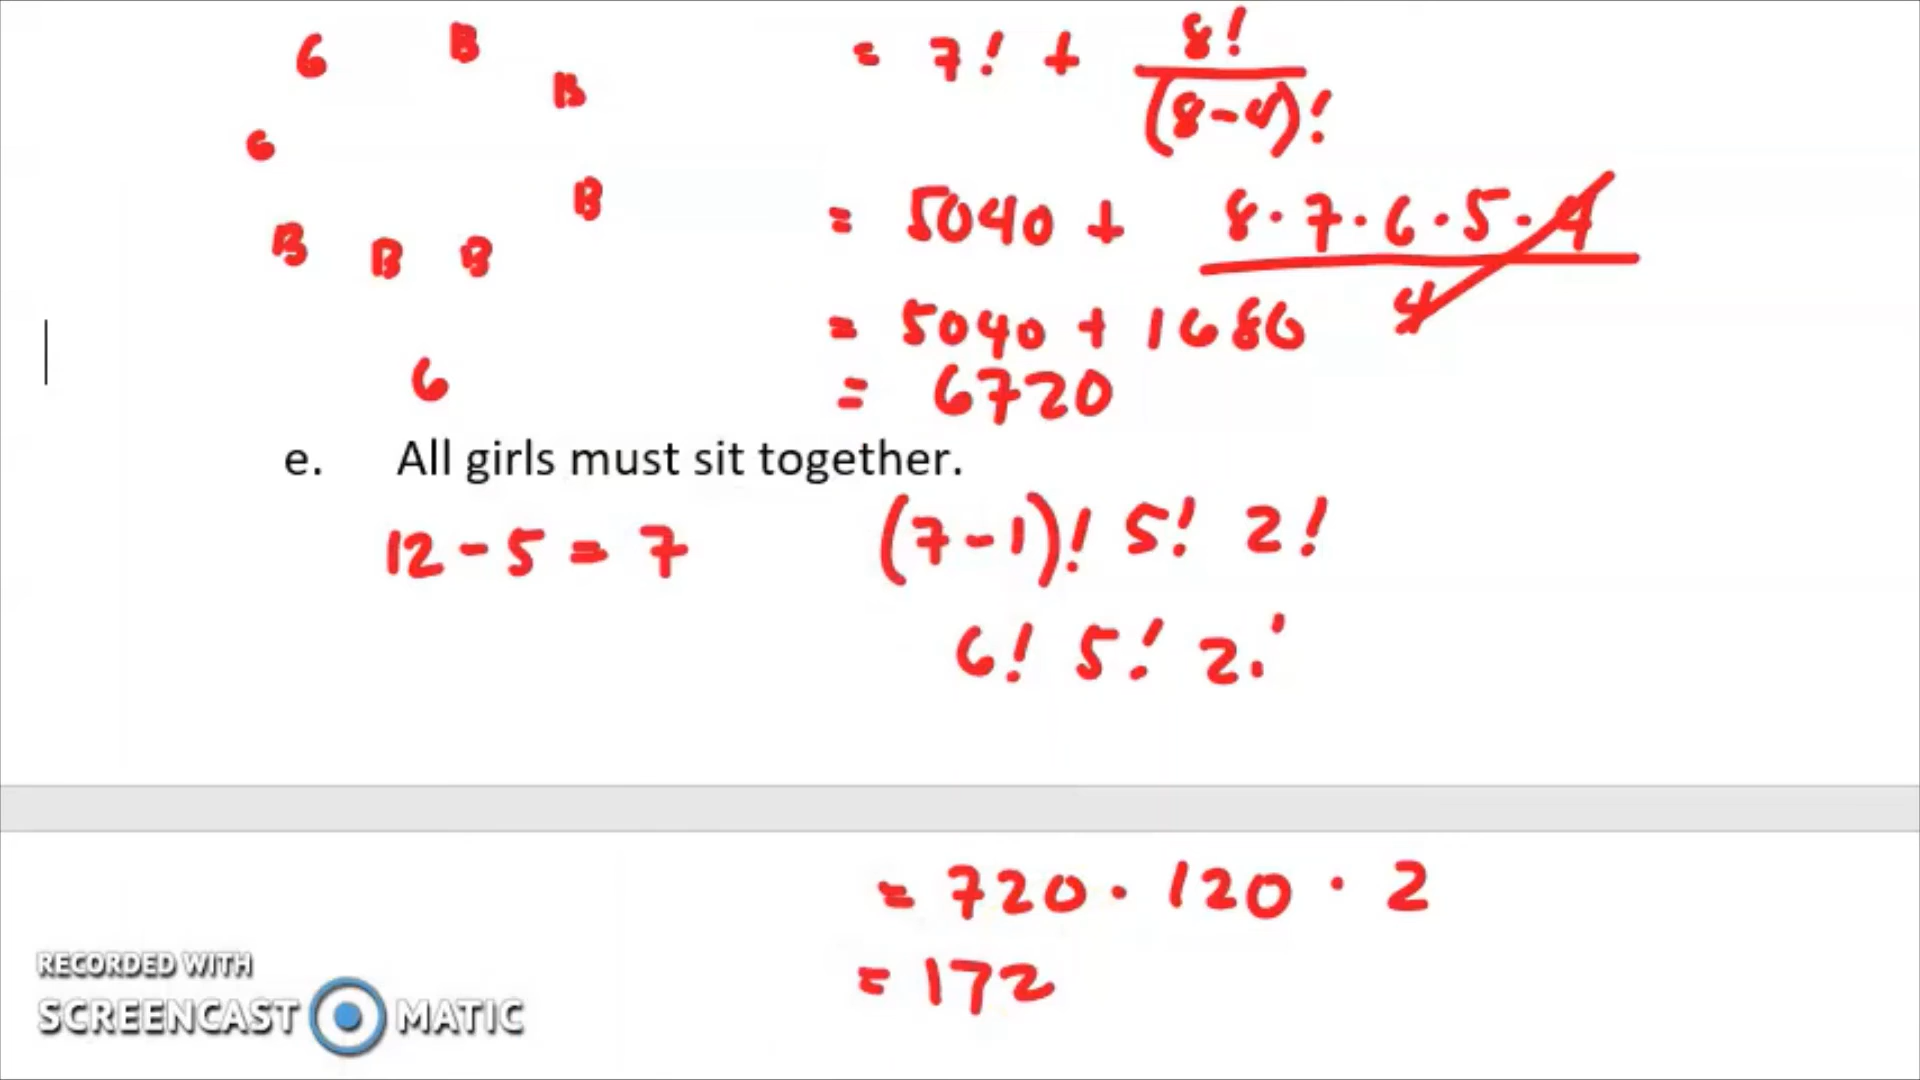 G B
B
G
B
B B B
G
= 7! + 8!/(8-4)!
= 5040 + 8·7·6·5·4/4
= 5040 + 1680
= 6720
e. All girls must sit together.
12 - 5 = 7
(7-1)! 5! 2!
6! 5! 2!
= 720 · 120 · 2
= 172
RECORDED WITH
SCREENCAST MATIC